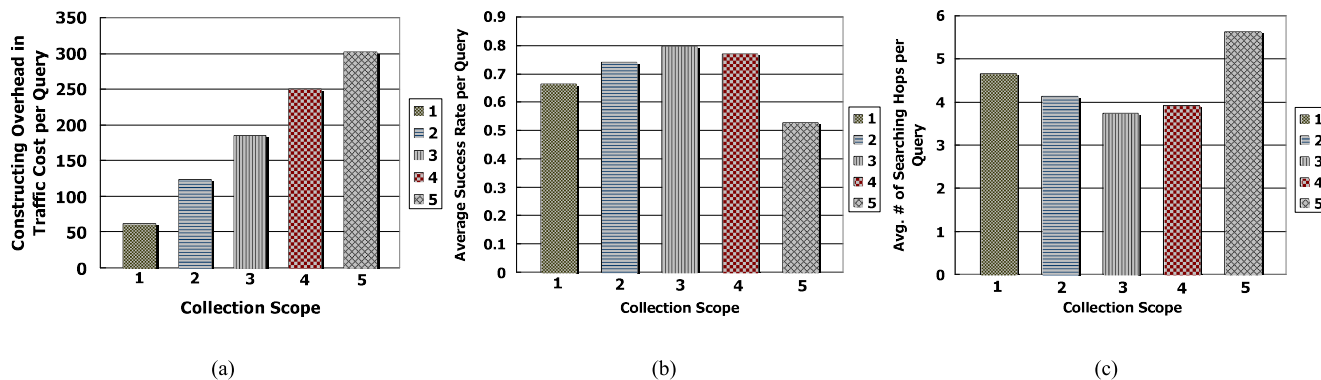 Constructing Overhead in
Traffic Cost per Query
350
300
250
200
150
100
50
0
1 2 3 4 5
Collection Scope
1
2
3
4
5
(a)
Average Success Rate per Query
0.9
0.8
0.7
0.6
0.5
0.4
0.3
0.2
0.1
0
1 2 3 4 5
Collection Scope
1
2
3
4
5
(b)
Avg. # of Searching Hops per
Query
6
5
4
3
2
1
0
1 2 3 4 5
Collection Scope
1
2
3
4
5
(c)